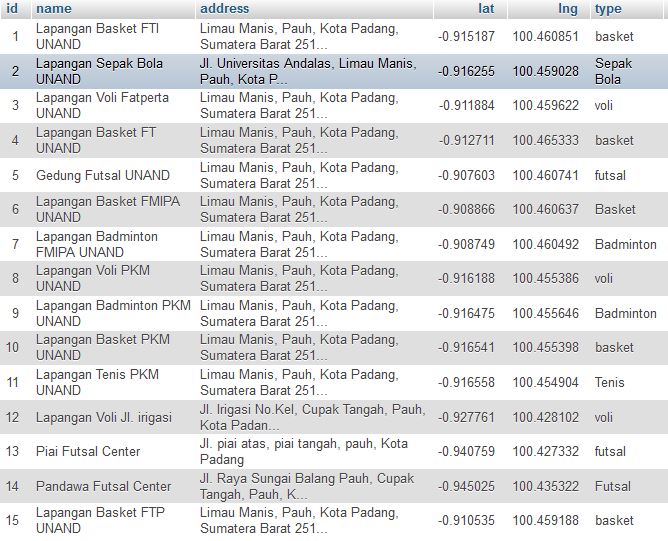 id name address lat lng type
1 Lapangan Basket FTI UNAND Limau Manis, Pauh, Kota Padang, Sumatera Barat 251... -0.915187 100.460851 basket
2 Lapangan Sepak Bola UNAND Jl. Universitas Andalas, Limau Manis, Pauh, Kota P... -0.916255 100.459028 Sepak Bola
3 Lapangan Voli Fatperta UNAND Limau Manis, Pauh, Kota Padang, Sumatera Barat 251... -0.911884 100.459622 voli
4 Lapangan Basket FT UNAND Limau Manis, Pauh, Kota Padang, Sumatera Barat 251... -0.912711 100.465333 basket
5 Gedung Futsal UNAND Limau Manis, Pauh, Kota Padang, Sumatera Barat 251... -0.907603 100.460741 futsal
6 Lapangan Basket FMIPA UNAND Limau Manis, Pauh, Kota Padang, Sumatera Barat 251... -0.908866 100.460637 Basket
7 Lapangan Badminton FMIPA UNAND Limau Manis, Pauh, Kota Padang, Sumatera Barat 251... -0.908749 100.460492 Badminton
8 Lapangan Voli PKM UNAND Limau Manis, Pauh, Kota Padang, Sumatera Barat 251... -0.916188 100.455386 voli
9 Lapangan Badminton PKM UNAND Limau Manis, Pauh, Kota Padang, Sumatera Barat 251... -0.916475 100.455646 Badminton
10 Lapangan Basket PKM UNAND Limau Manis, Pauh, Kota Padang, Sumatera Barat 251... -0.916541 100.455398 basket
11 Lapangan Tenis PKM UNAND Limau Manis, Pauh, Kota Padang, Sumatera Barat 251... -0.916558 100.454904 Tenis
12 Lapangan Voli Jl. irigasi Jl. Irigasi No.Kel, Cupak Tangah, Pauh, Kota Padan... -0.927761 100.428102 voli
13 Piai Futsal Center Jl. piai atas, piai tangah, pauh, Kota Padang -0.940759 100.427332 futsal
14 Pandawa Futsal Center Jl. Raya Sungai Balang Pauh, Cupak Tangah, Pauh, K... -0.945025 100.435322 Futsal
15 Lapangan Basket FTP UNAND Limau Manis, Pauh, Kota Padang, Sumatera Barat 251... -0.910535 100.459188 basket